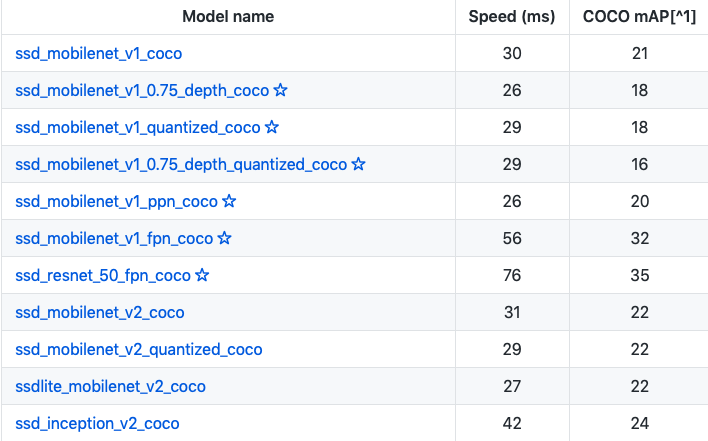 Model name Speed (ms) COCO mAP[^1]
ssd_mobilenet_v1_coco 30 21
ssd_mobilenet_v1_0.75_depth_coco ☆ 26 18
ssd_mobilenet_v1_quantized_coco ☆ 29 18
ssd_mobilenet_v1_0.75_depth_quantized_coco ☆ 29 16
ssd_mobilenet_v1_ppn_coco ☆ 26 20
ssd_mobilenet_v1_fpn_coco ☆ 56 32
ssd_resnet_50_fpn_coco ☆ 76 35
ssd_mobilenet_v2_coco 31 22
ssd_mobilenet_v2_quantized_coco 29 22
ssdlite_mobilenet_v2_coco 27 22
ssd_inception_v2_coco 42 24